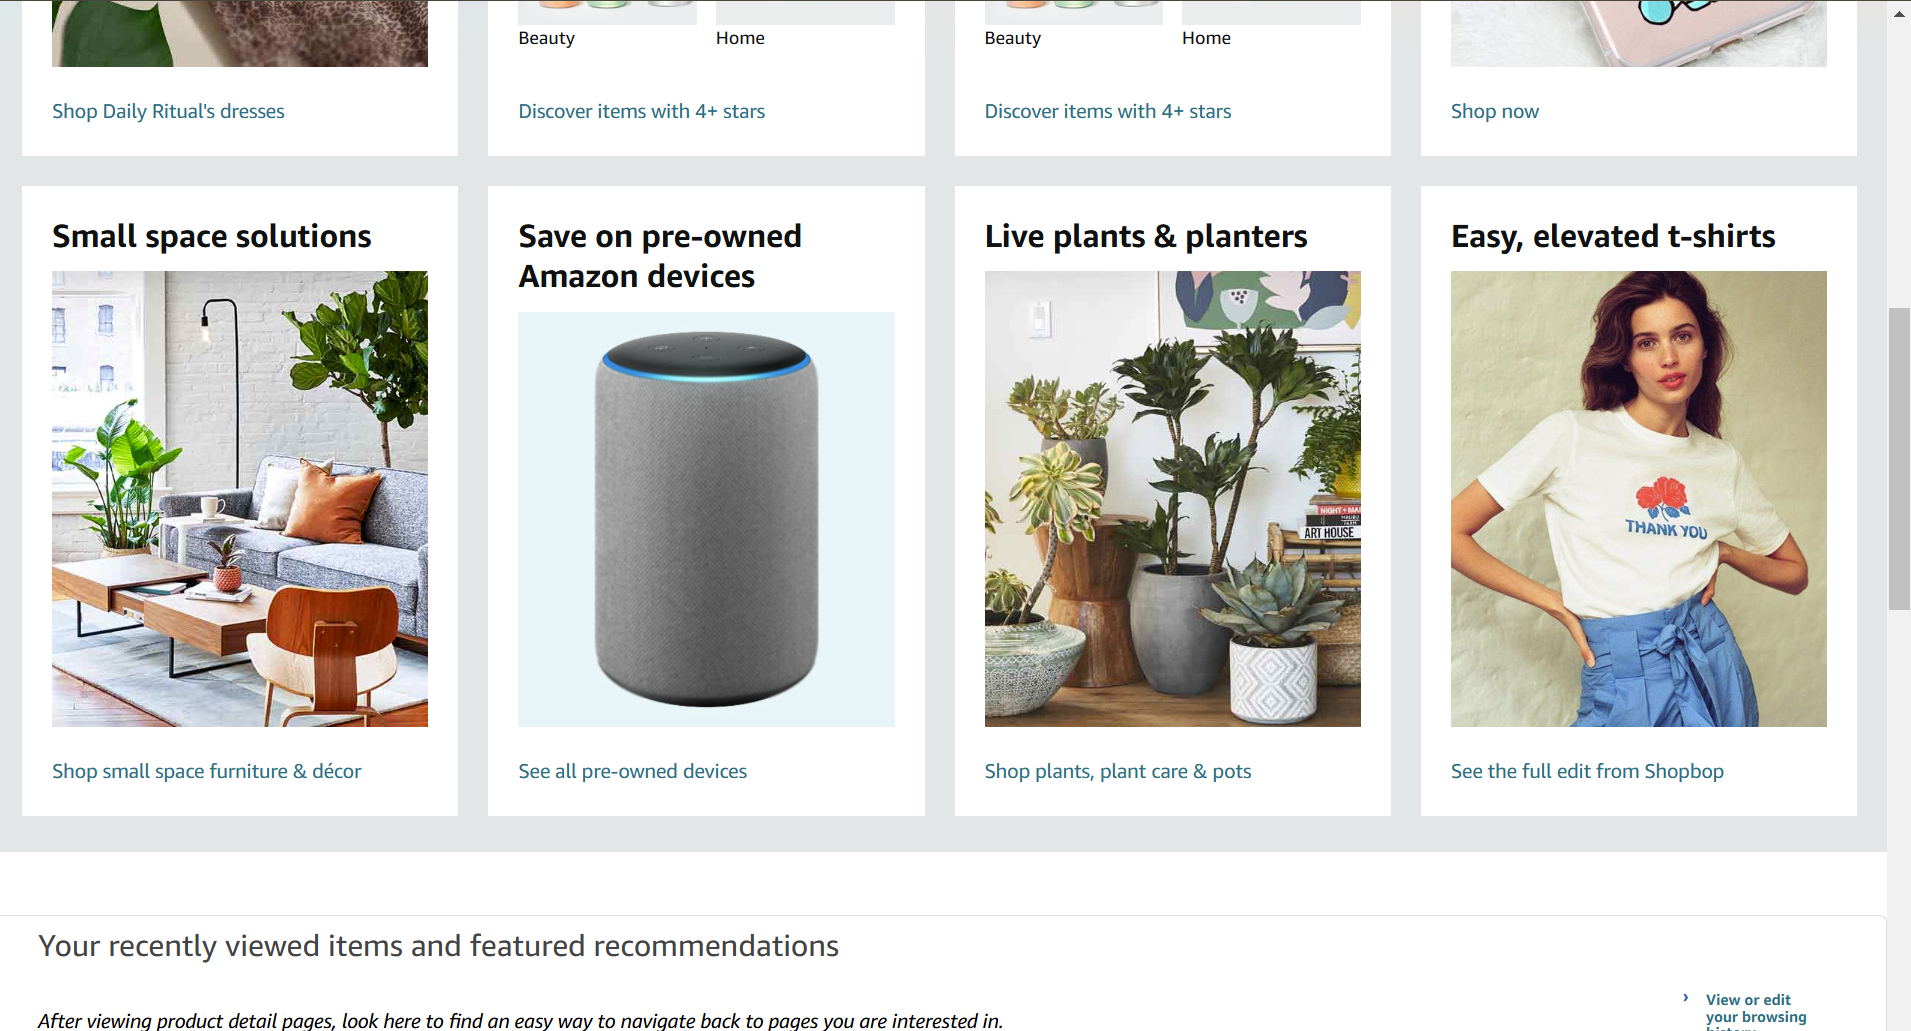 Beauty
Home
Beauty
Home
Shop Daily Ritual's dresses
Discover items with 4+ stars
Discover items with 4+ stars
Shop now
Small space solutions
Save on pre-owned
Amazon devices
Live plants & planters
Easy, elevated t-shirts
NIGHT+MA
MALIBU
FARM
ART HOUSE
THANK YOU
Shop small space furniture & décor
See all pre-owned devices
Shop plants, plant care & pots
See the full edit from Shopbop
Your recently viewed items and featured recommendations
After viewing product detail pages, look here to find an easy way to navigate back to pages you are interested in.
› View or edit
your browsing